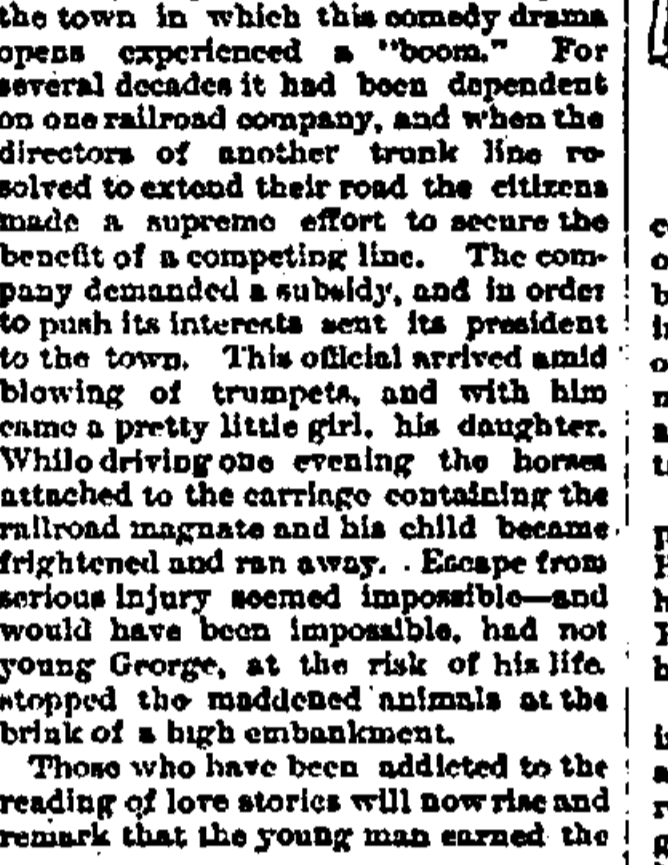 the town in which this comedy drama
opens experienced a "boom." For
several decades it had been dependent
on one railroad company, and when the
directors of another trunk line re-
solved to extend their road the citizens
made a supreme effort to secure the
benefit of a competing line. The com-
pany demanded a subsidy, and in order
to push its interests sent its president
to the town. This official arrived amid
blowing of trumpets, and with him
came a pretty little girl, his daughter.
While driving one evening the horses
attached to the carriage containing the
railroad magnate and his child became
frightened and ran away. Escape from
serious injury seemed impossible—and
would have been impossible, had not
young George, at the risk of his life,
stopped the maddened animals at the
brink of a high embankment.
Those who have been addicted to the
reading of love stories will now rise and
remark that the young man earned the